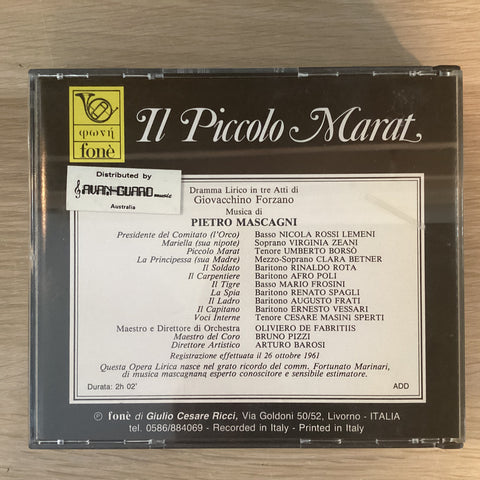 Il Piccolo Marat
φωνή
fonè
Distributed by
AVAN-GUARD music
Australia
Dramma Lirico in tre Atti di
Giovacchino Forzano
Musica di
PIETRO MASCAGNI
Presidente del Comitato (l'Orco) Basso NICOLA ROSSI LEMENI
Mariella (sua nipote) Soprano VIRGINIA ZEANI
Piccolo Marat Tenore UMBERTO BORSÒ
La Principessa (sua Madre) Mezzo-Soprano CLARA BETNER
Il Soldato Baritono RINALDO ROTA
Il Carpentiere Baritono AFRO POLI
Il Tigre Basso MARIO FROSINI
La Spia Baritono RENATO SPAGLI
Il Ladro Baritono AUGUSTO FRATI
Il Capitano Baritono ERNESTO VESSARI
Voci Interne Tenore CESARE MASINI SPERTI
Maestro e Direttore di Orchestra OLIVIERO DE FABRITIIS
Maestro del Coro BRUNO PIZZI
Direttore Artistico ARTURO BAROSI
Registrazione effettuata il 26 ottobre 1961
Questa Opera Lirica nasce nel grato ricordo del comm. Fortunato Marinari,
di musica mascagnanq esperto conoscitore e sensibile estimatore.
Durata: 2h 02' ADD
℗ fonè di Giulio Cesare Ricci, Via Goldoni 50/52, Livorno - ITALIA
tel. 0586/884069 - Recorded in Italy - Printed in Italy